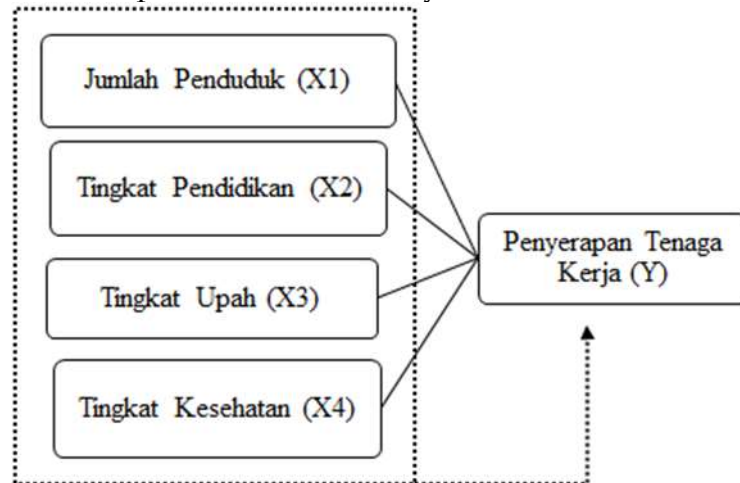 Jumlah Penduduk (X1)
Tingkat Pendidikan (X2)
Tingkat Upah (X3)
Tingkat Kesehatan (X4)
Penyerapan Tenaga
Kerja (Y)